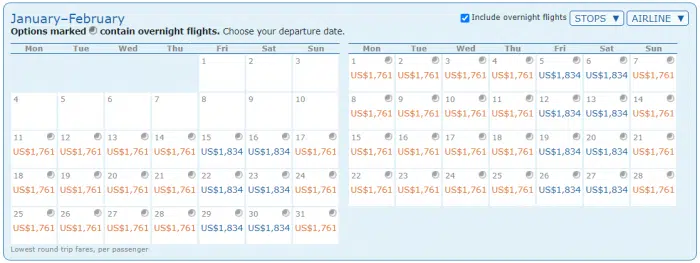 January–February
Include overnight flights STOPS ▼ AIRLINE ▼
Options marked contain overnight flights. Choose your departure date.
Mon Tue Wed Thu Fri Sat Sun
1 2 3
4 5 6 7 8 9 10
11 12 13 14 15 16 17
US$1,761 US$1,761 US$1,761 US$1,761 US$1,834 US$1,834 US$1,761
18 19 20 21 22 23 24
US$1,761 US$1,761 US$1,761 US$1,761 US$1,834 US$1,834 US$1,761
25 26 27 28 29 30 31
US$1,761 US$1,761 US$1,761 US$1,761 US$1,834 US$1,834 US$1,761
Lowest round trip fares, per passenger
Mon Tue Wed Thu Fri Sat Sun
1 2 3 4 5 6 7
US$1,761 US$1,761 US$1,761 US$1,761 US$1,834 US$1,834 US$1,761
8 9 10 11 12 13 14
US$1,761 US$1,761 US$1,761 US$1,761 US$1,834 US$1,834 US$1,761
15 16 17 18 19 20 21
US$1,761 US$1,761 US$1,761 US$1,761 US$1,834 US$1,834 US$1,761
22 23 24 25 26 27 28
US$1,761 US$1,761 US$1,761 US$1,761 US$1,834 US$1,834 US$1,761